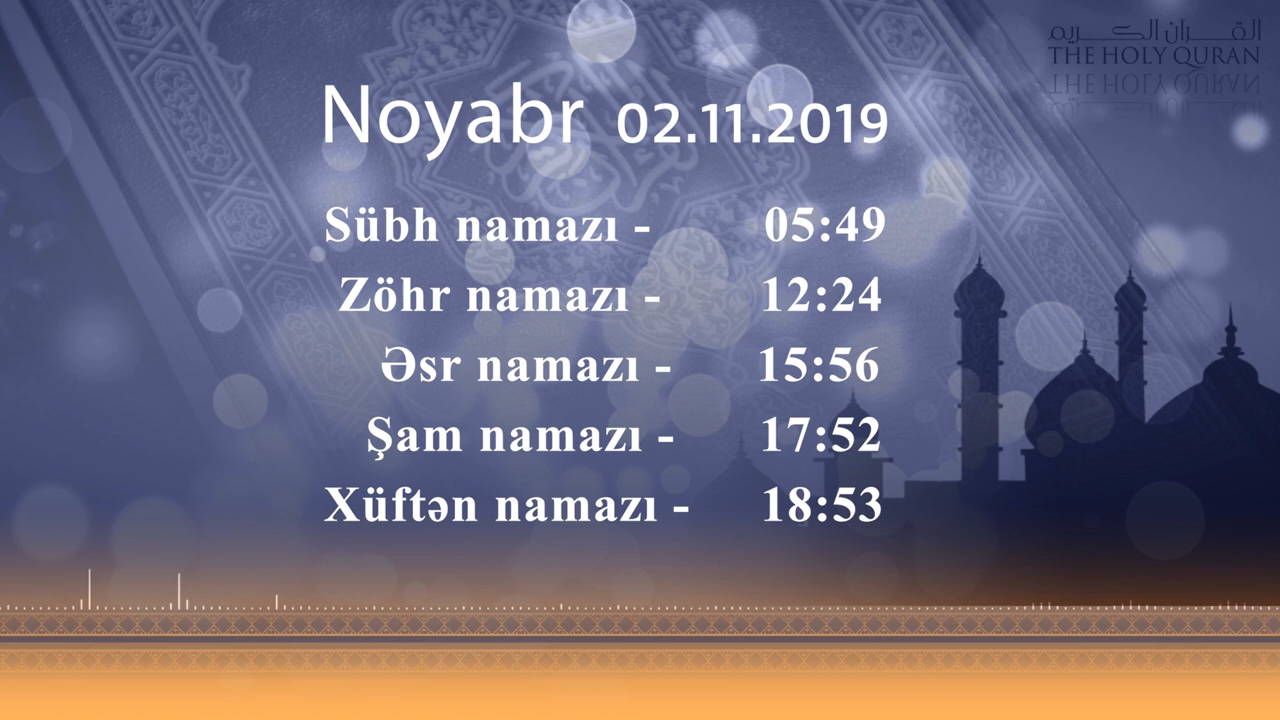 القرآن الكريم
THE HOLY QURAN
Noyabr 02.11.2019
Sübh namazı - 05:49
Zöhr namazı - 12:24
Əsr namazı - 15:56
Şam namazı - 17:52
Xüftən namazı - 18:53